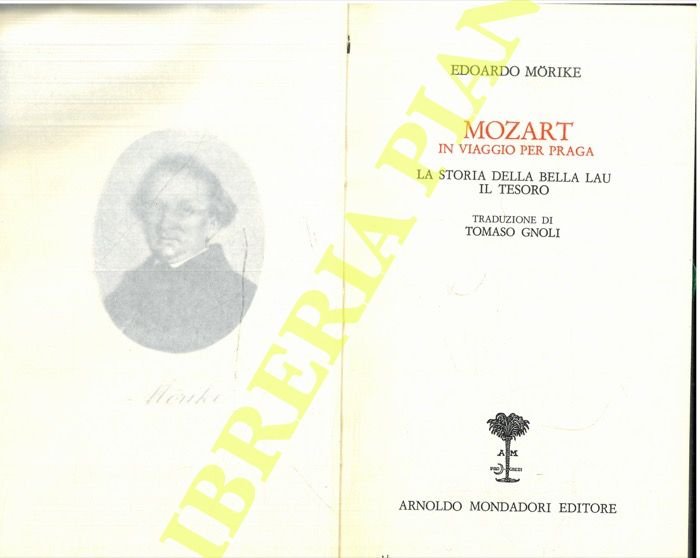 Mörike
EDOARDO MÖRIKE
MOZART
IN VIAGGIO PER PRAGA
LA STORIA DELLA BELLA LAU
IL TESORO
TRADUZIONE DI
TOMASO GNOLI
A M
ARNOLDO MONDADORI EDITORE
LIBRERIA PIAN